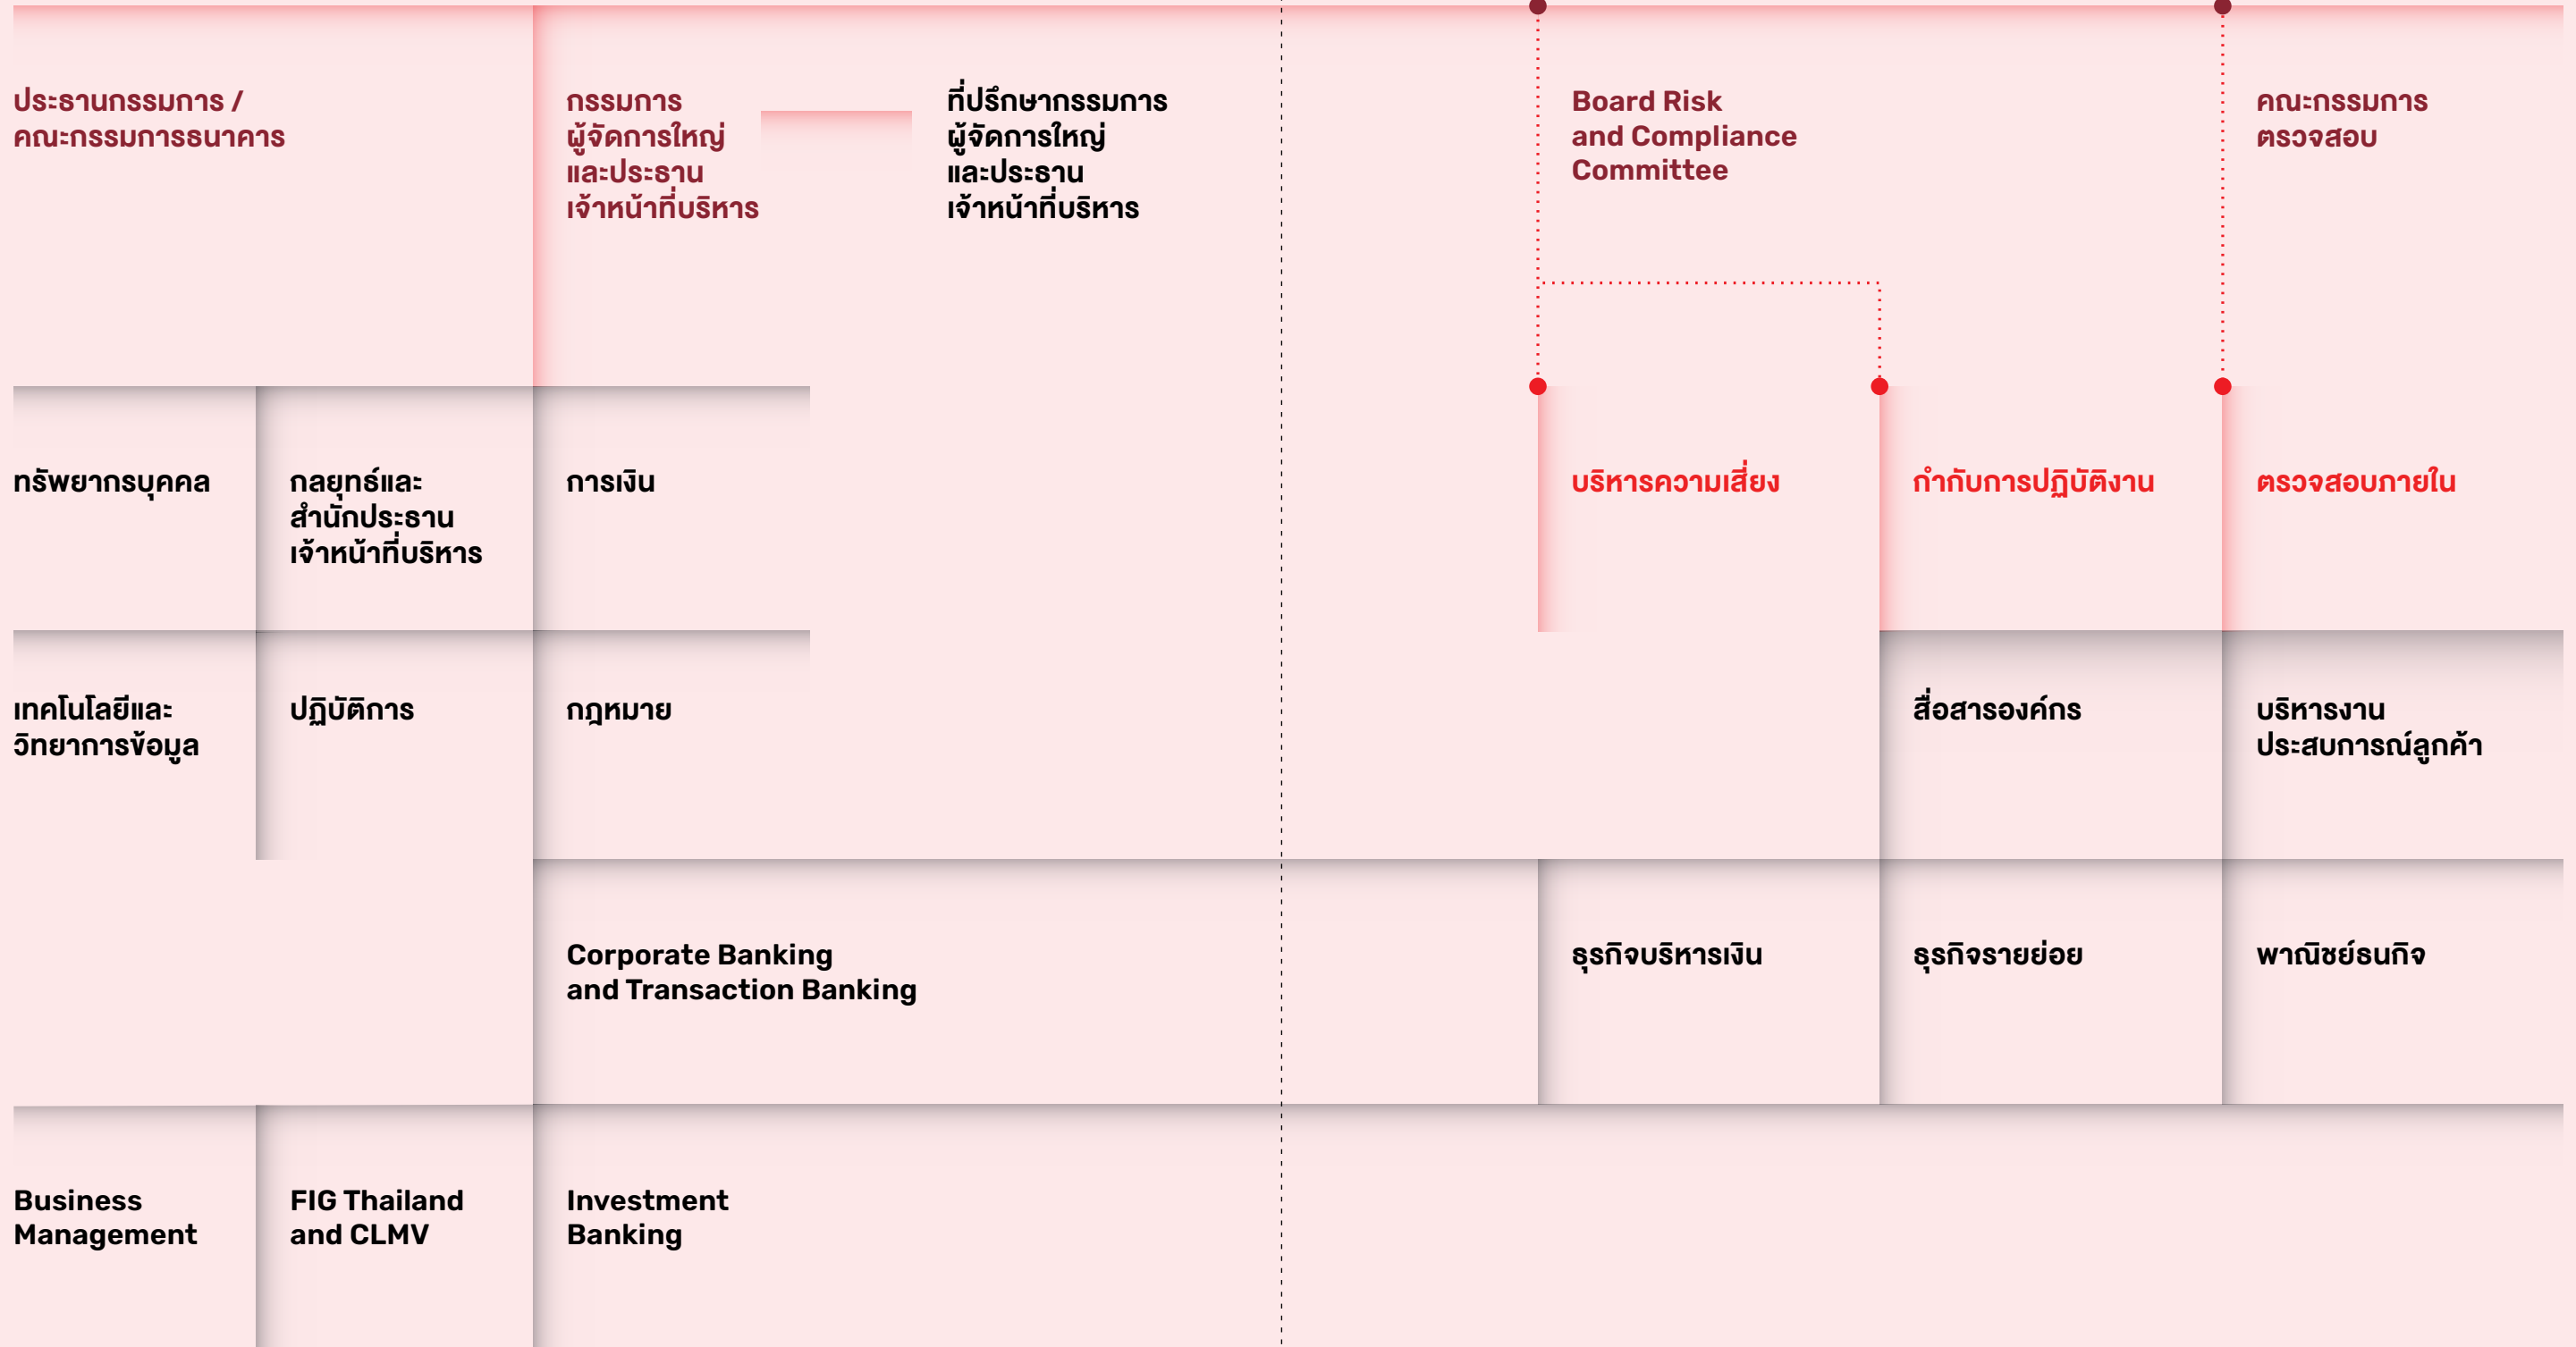 ประธานกรรมการ /
คณะกรรมการธนาคาร
กรรมการ
ผู้จัดการใหญ่
และประธาน
เจ้าหน้าที่บริหาร
ที่ปรึกษากรรมการ
ผู้จัดการใหญ่
และประธาน
เจ้าหน้าที่บริหาร
Board Risk
and Compliance
Committee
คณะกรรมการ
ตรวจสอบ
ทรัพยากรบุคคล
กลยุทธ์และ
สำนักประธาน
เจ้าหน้าที่บริหาร
การเงิน
บริหารความเสี่ยง
กำกับการปฏิบัติงาน
ตรวจสอบภายใน
เทคโนโลยีและ
วิทยาการข้อมูล
ปฏิบัติการ
กฎหมาย
สื่อสารองค์กร
บริหารงาน
ประสบการณ์ลูกค้า
Corporate Banking
and Transaction Banking
ธุรกิจบริหารเงิน
ธุรกิจรายย่อย
พาณิชย์ธนกิจ
Business
Management
FIG Thailand
and CLMV
Investment
Banking